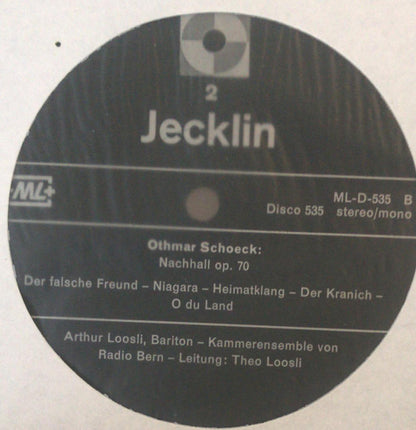 2
Jecklin
ML+
ML-D-535 B
Disco 535 stereo/mono
Othmar Schoeck:
Nachhall op. 70
Der falsche Freund – Niagara – Heimatklang – Der Kranich –
O du Land
Arthur Loosli, Bariton – Kammerensemble von
Radio Bern – Leitung: Theo Loosli